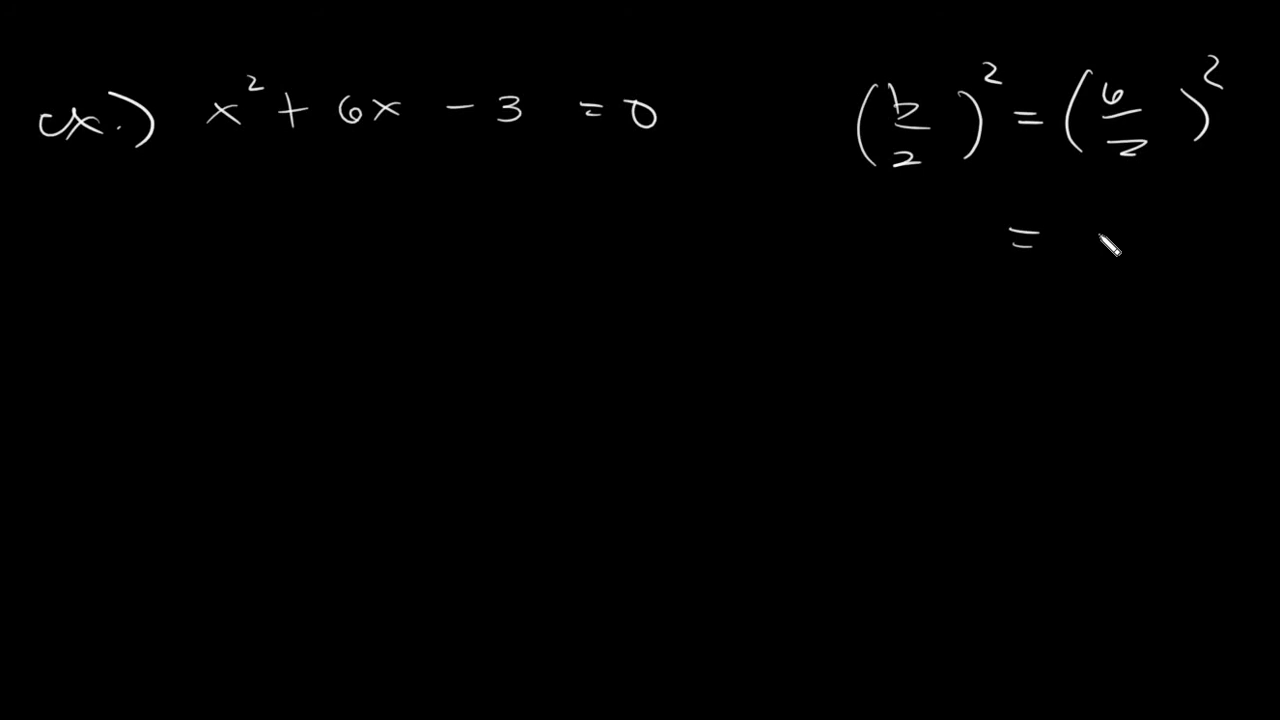 ex.) x² + 6x - 3 = 0
(b/2)² = (6/2)²
=